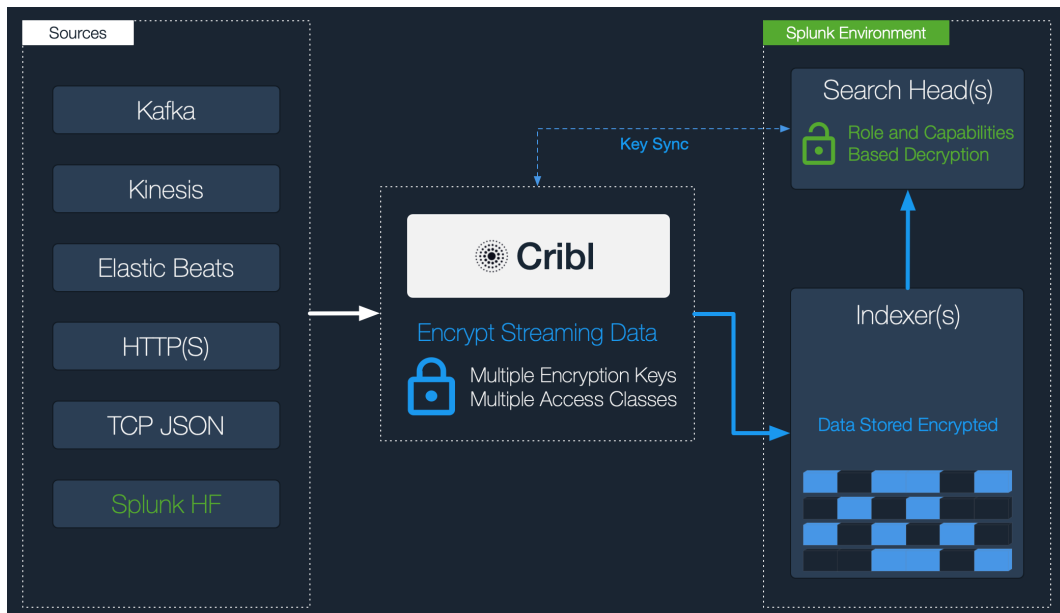 Sources
Kafka
Kinesis
Elastic Beats
HTTP(S)
TCP JSON
Splunk HF
Key Sync
Cribl
Encrypt Streaming Data
Multiple Encryption Keys
Multiple Access Classes
Splunk Environment
Search Head(s)
Role and Capabilities
Based Decryption
Indexer(s)
Data Stored Encrypted